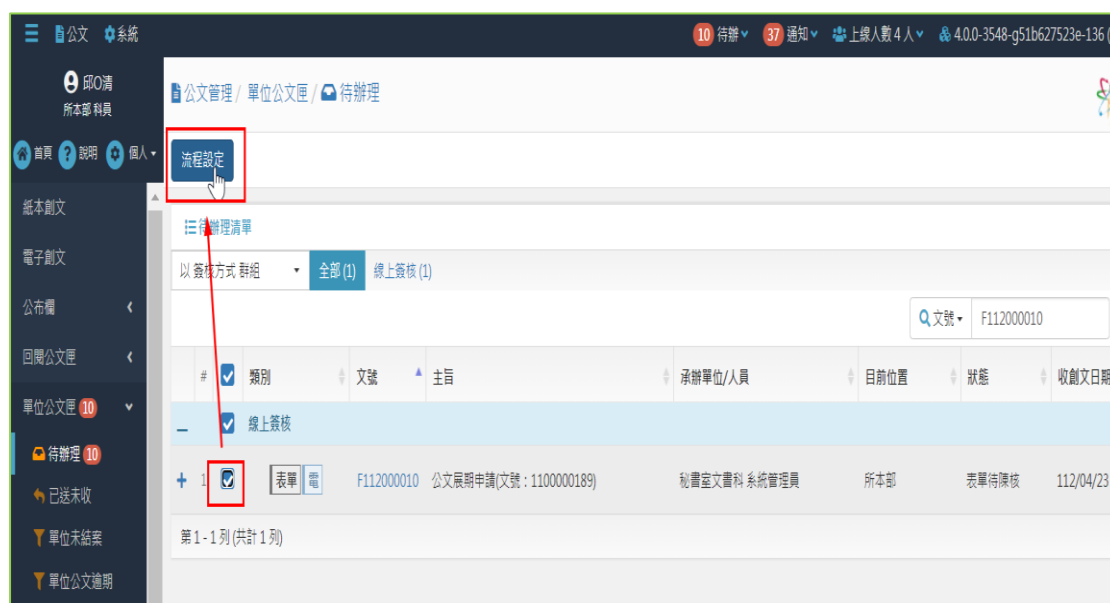 公文 系統 10 待辦 37 通知 上線人數 4 人 4.0.0-3548-g51b627523e-136 (
邱O清
所本部 科員
首頁 說明 個人
公文管理 / 單位公文匣 / 待辦理
流程設定
紙本創文
電子創文
公布欄
回閱公文匣
單位公文匣 10
待辦理 10
已送未收
單位未結案
單位公文逾期
待辦理清單
以 簽核方式 群組 全部 (1) 線上簽核 (1)
文號 F112000010
# 類別 文號 主旨 承辦單位/人員 目前位置 狀態 收創文日期
線上簽核
1 表單 電 F112000010 公文展期申請(文號：1100000189) 秘書室文書科 系統管理員 所本部 表單待陳核 112/04/23
第 1 - 1 列 (共計 1 列)